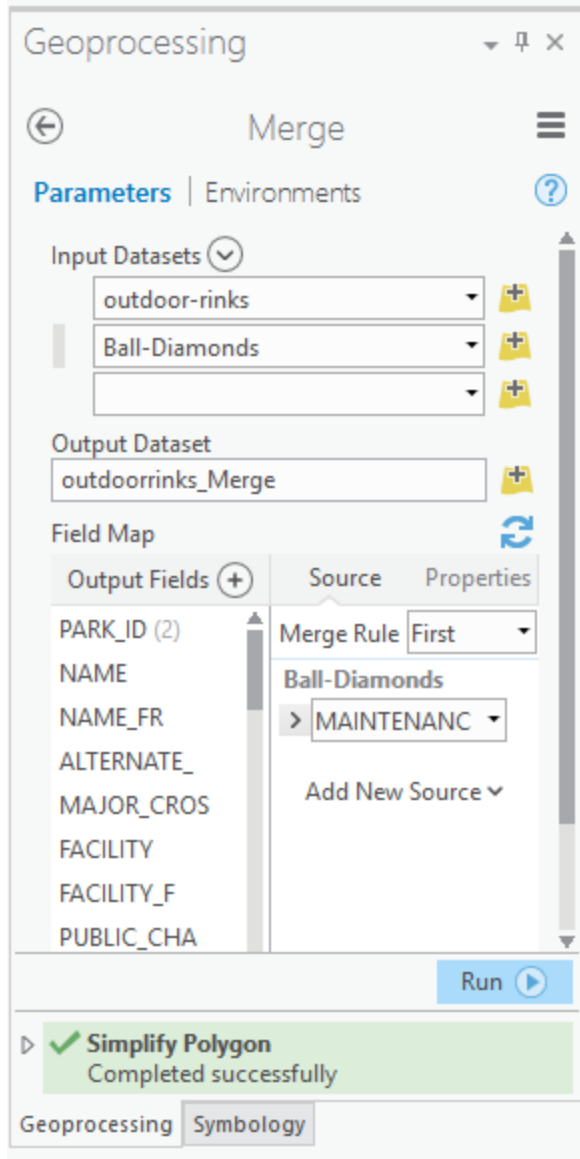 Geoprocessing
Merge
Parameters | Environments
Input Datasets
outdoor-rinks
Ball-Diamonds
Output Dataset
outdoorrinks_Merge
Field Map
Output Fields
Source Properties
PARK_ID (2)
Merge Rule First
NAME
Ball-Diamonds
NAME_FR
MAINTENANC
ALTERNATE_
Add New Source
MAJOR_CROS
FACILITY
FACILITY_F
PUBLIC_CHA
Run
Simplify Polygon
Completed successfully
Geoprocessing Symbology